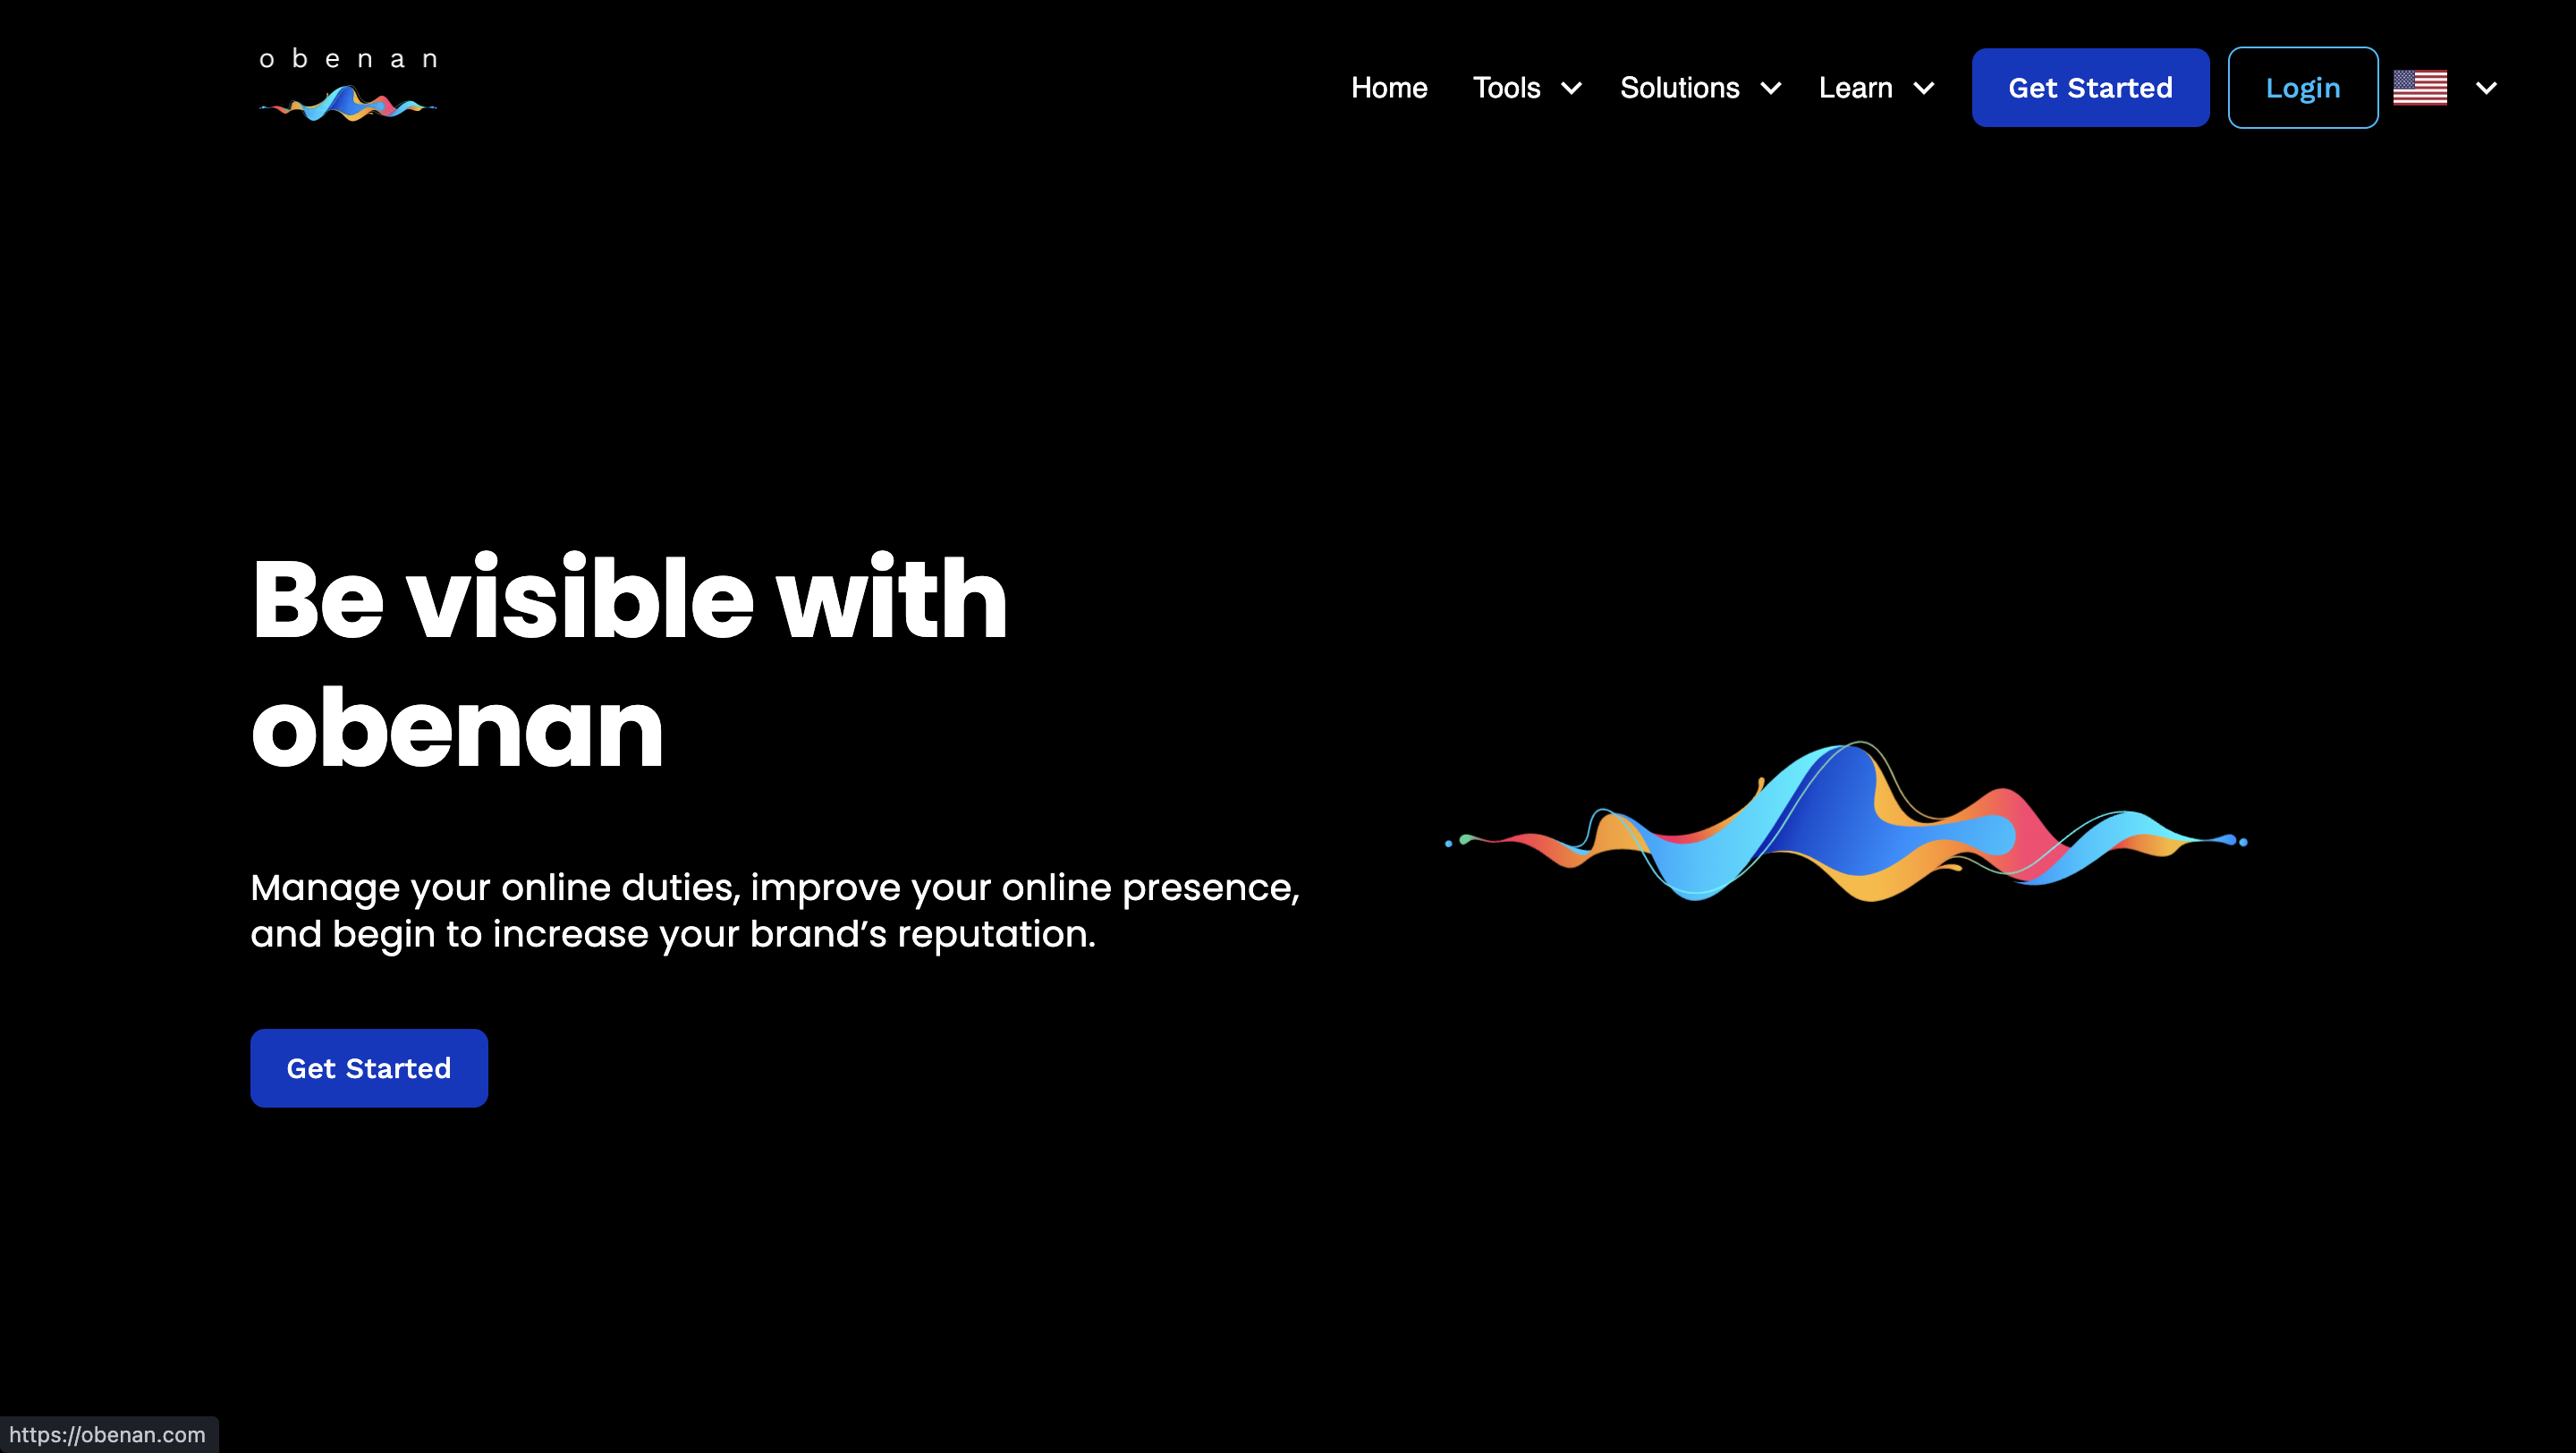 obenan
Home
Tools
Solutions
Learn
Get Started
Login
Be visible with
obenan
Manage your online duties, improve your online presence,
and begin to increase your brand’s reputation.
Get Started
https://obenan.com